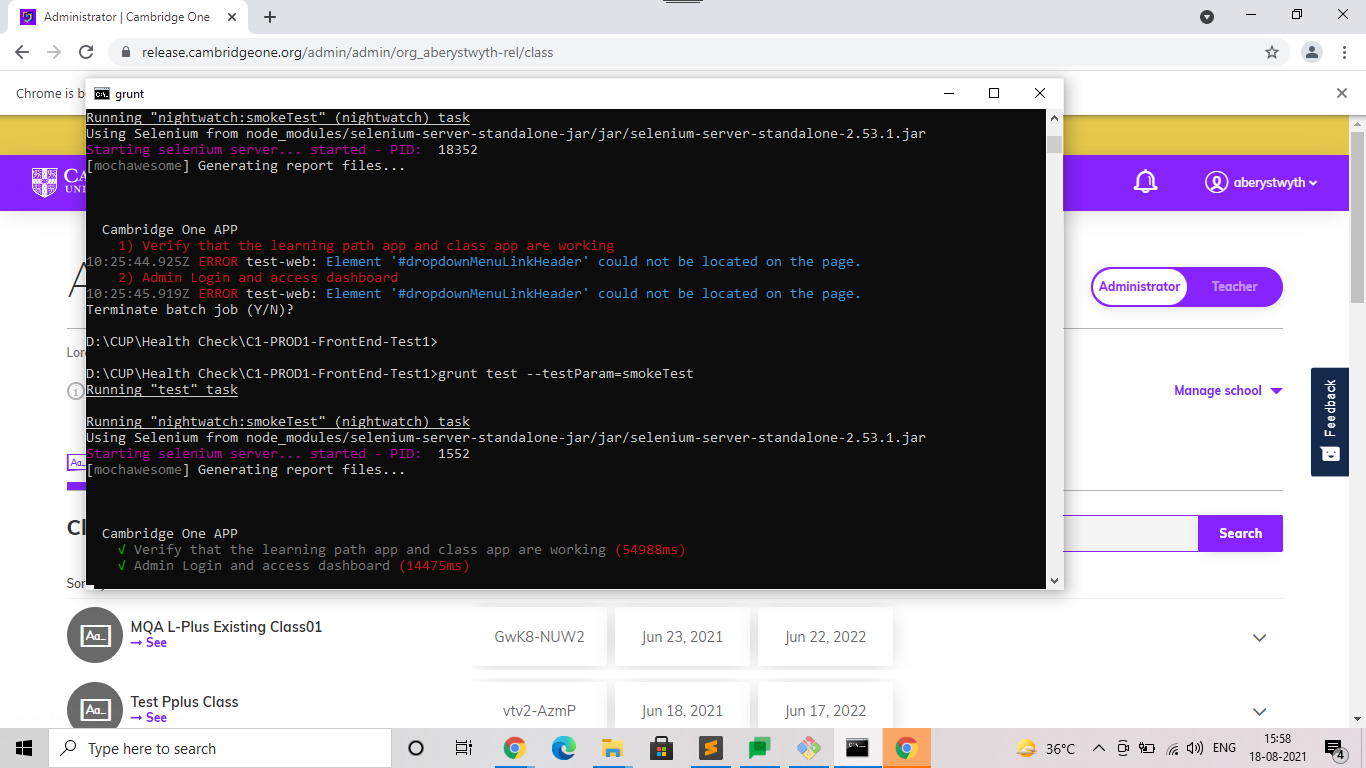 Administrator | Cambridge One
release.cambridgeone.org/admin/admin/org_aberystwyth-rel/class
Chrome is b
grunt
Running "nightwatch:smokeTest" (nightwatch) task
Using Selenium from node_modules/selenium-server-standalone-jar/jar/selenium-server-standalone-2.53.1.jar
Starting selenium server... started - PID: 18352
[mochawesome] Generating report files...
Cambridge One APP
1) Verify that the learning path app and class app are working
10:25:44.925Z ERROR test-web: Element '#dropdownMenuLinkHeader' could not be located on the page.
2) Admin Login and access dashboard
10:25:45.919Z ERROR test-web: Element '#dropdownMenuLinkHeader' could not be located on the page.
Terminate batch job (Y/N)?
D:\CUP\Health Check\C1-PROD1-FrontEnd-Test1>
D:\CUP\Health Check\C1-PROD1-FrontEnd-Test1>grunt test --testParam=smokeTest
Running "test" task
Running "nightwatch:smokeTest" (nightwatch) task
Using Selenium from node_modules/selenium-server-standalone-jar/jar/selenium-server-standalone-2.53.1.jar
Starting selenium server... started - PID: 1552
[mochawesome] Generating report files...
Cambridge One APP
√ Verify that the learning path app and class app are working (54988ms)
√ Admin Login and access dashboard (14475ms)
CA
UNI
aberystwyth
A
Administrator Teacher
Lor
Manage school
Feedback
Aa_
Cl
Search
Sor
Aa_ MQA L-Plus Existing Class01 GwK8-NUW2 Jun 23, 2021 Jun 22, 2022
→ See
Aa_ Test Pplus Class vtv2-AzmP Jun 18, 2021 Jun 17, 2022
→ See
Type here to search
36°C ENG 15:58
18-08-2021
4